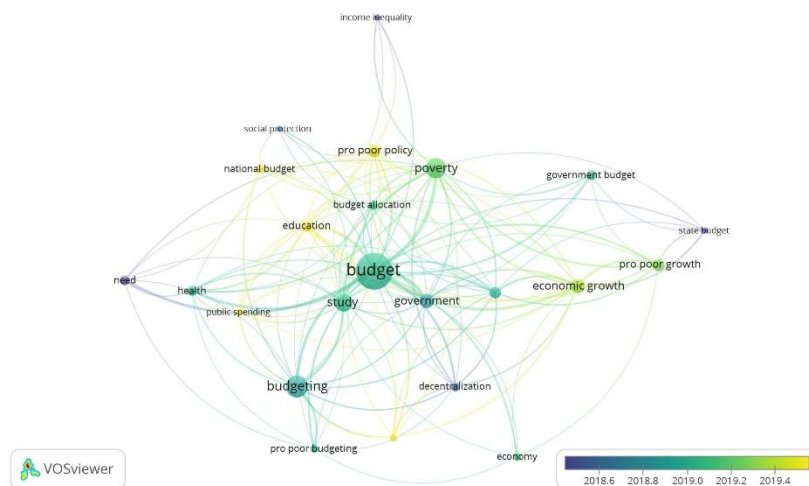 income inequality
social protection
pro poor policy
national budget
poverty
government budget
budget allocation
education
state budget
budget
pro poor growth
need
health
economic growth
study
government
public spending
budgeting
decentralization
pro poor budgeting
economy
VOSviewer
2018.6 2018.8 2019.0 2019.2 2019.4